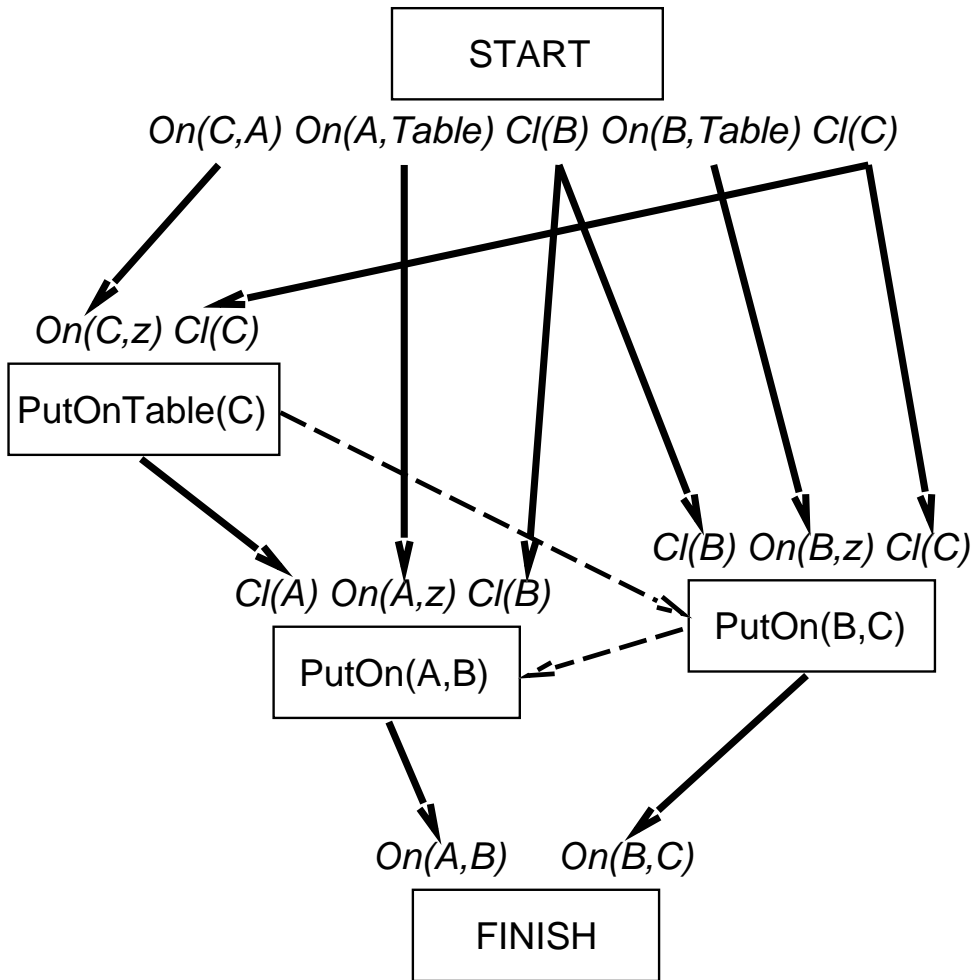 START
On(C,A) On(A,Table) Cl(B) On(B,Table) Cl(C)
On(C,z) Cl(C)
PutOnTable(C)
Cl(B) On(B,z) Cl(C)
Cl(A) On(A,z) Cl(B)
PutOn(B,C)
PutOn(A,B)
On(A,B) On(B,C)
FINISH